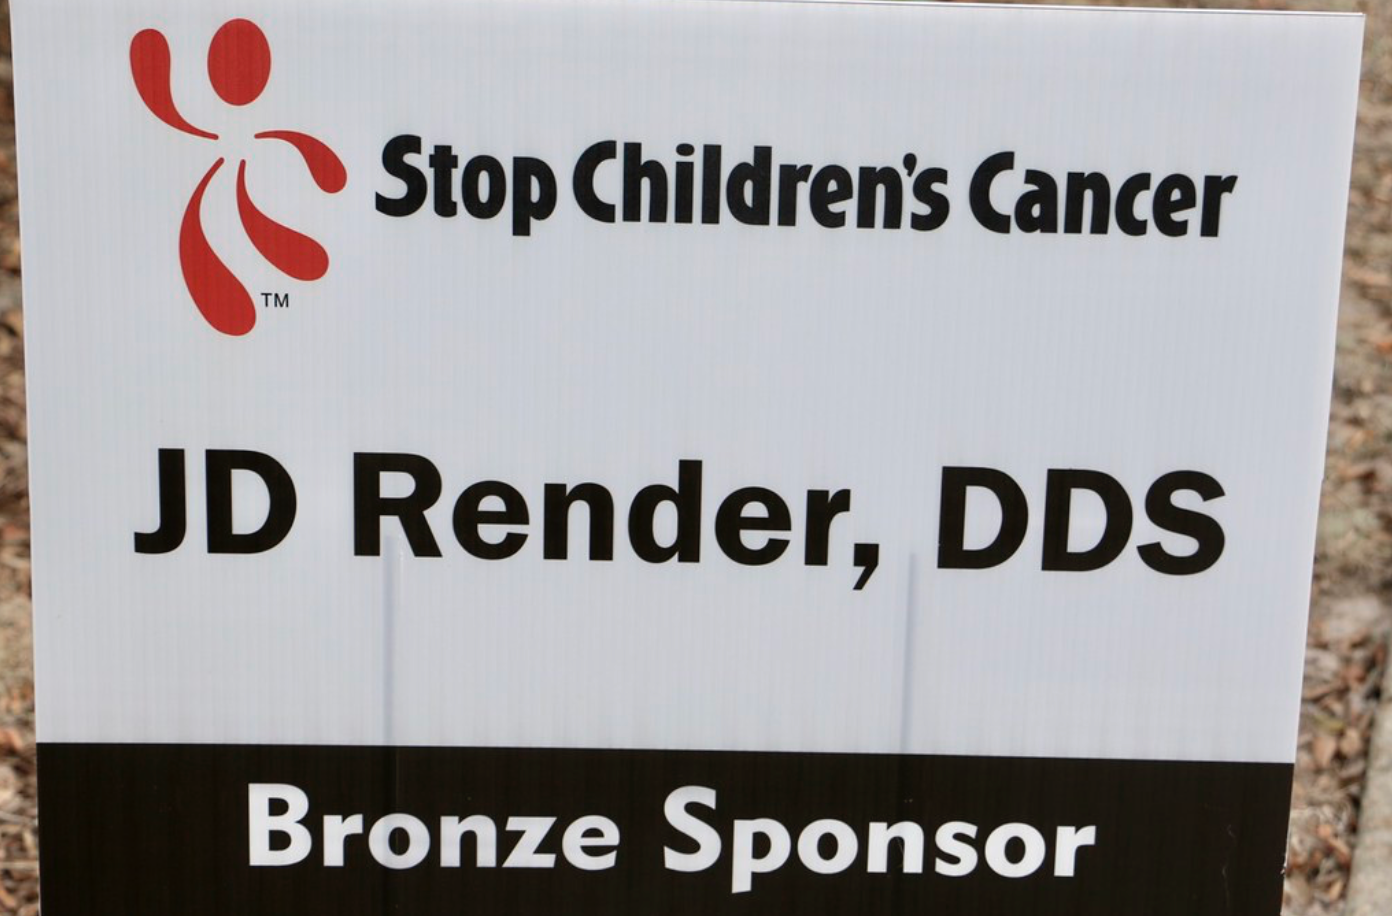 Stop Children's Cancer
TM
JD Render, DDS
Bronze Sponsor